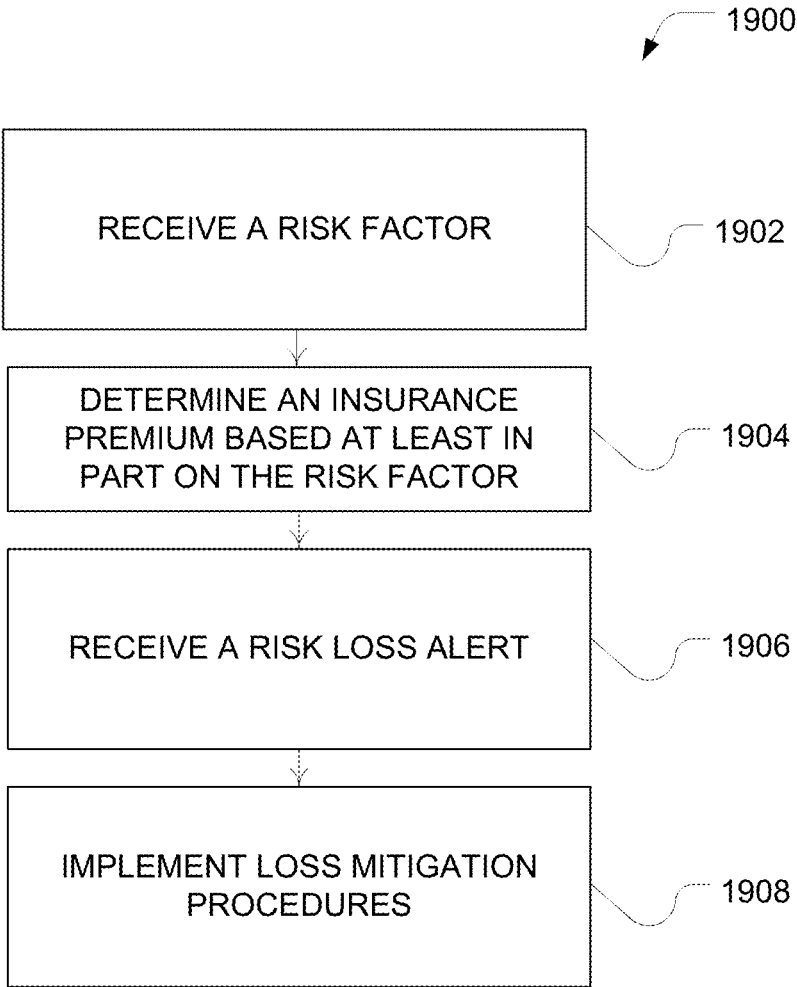 1900
RECEIVE A RISK FACTOR
1902
DETERMINE AN INSURANCE
PREMIUM BASED AT LEAST IN
PART ON THE RISK FACTOR
1904
RECEIVE A RISK LOSS ALERT
1906
IMPLEMENT LOSS MITIGATION
PROCEDURES
1908